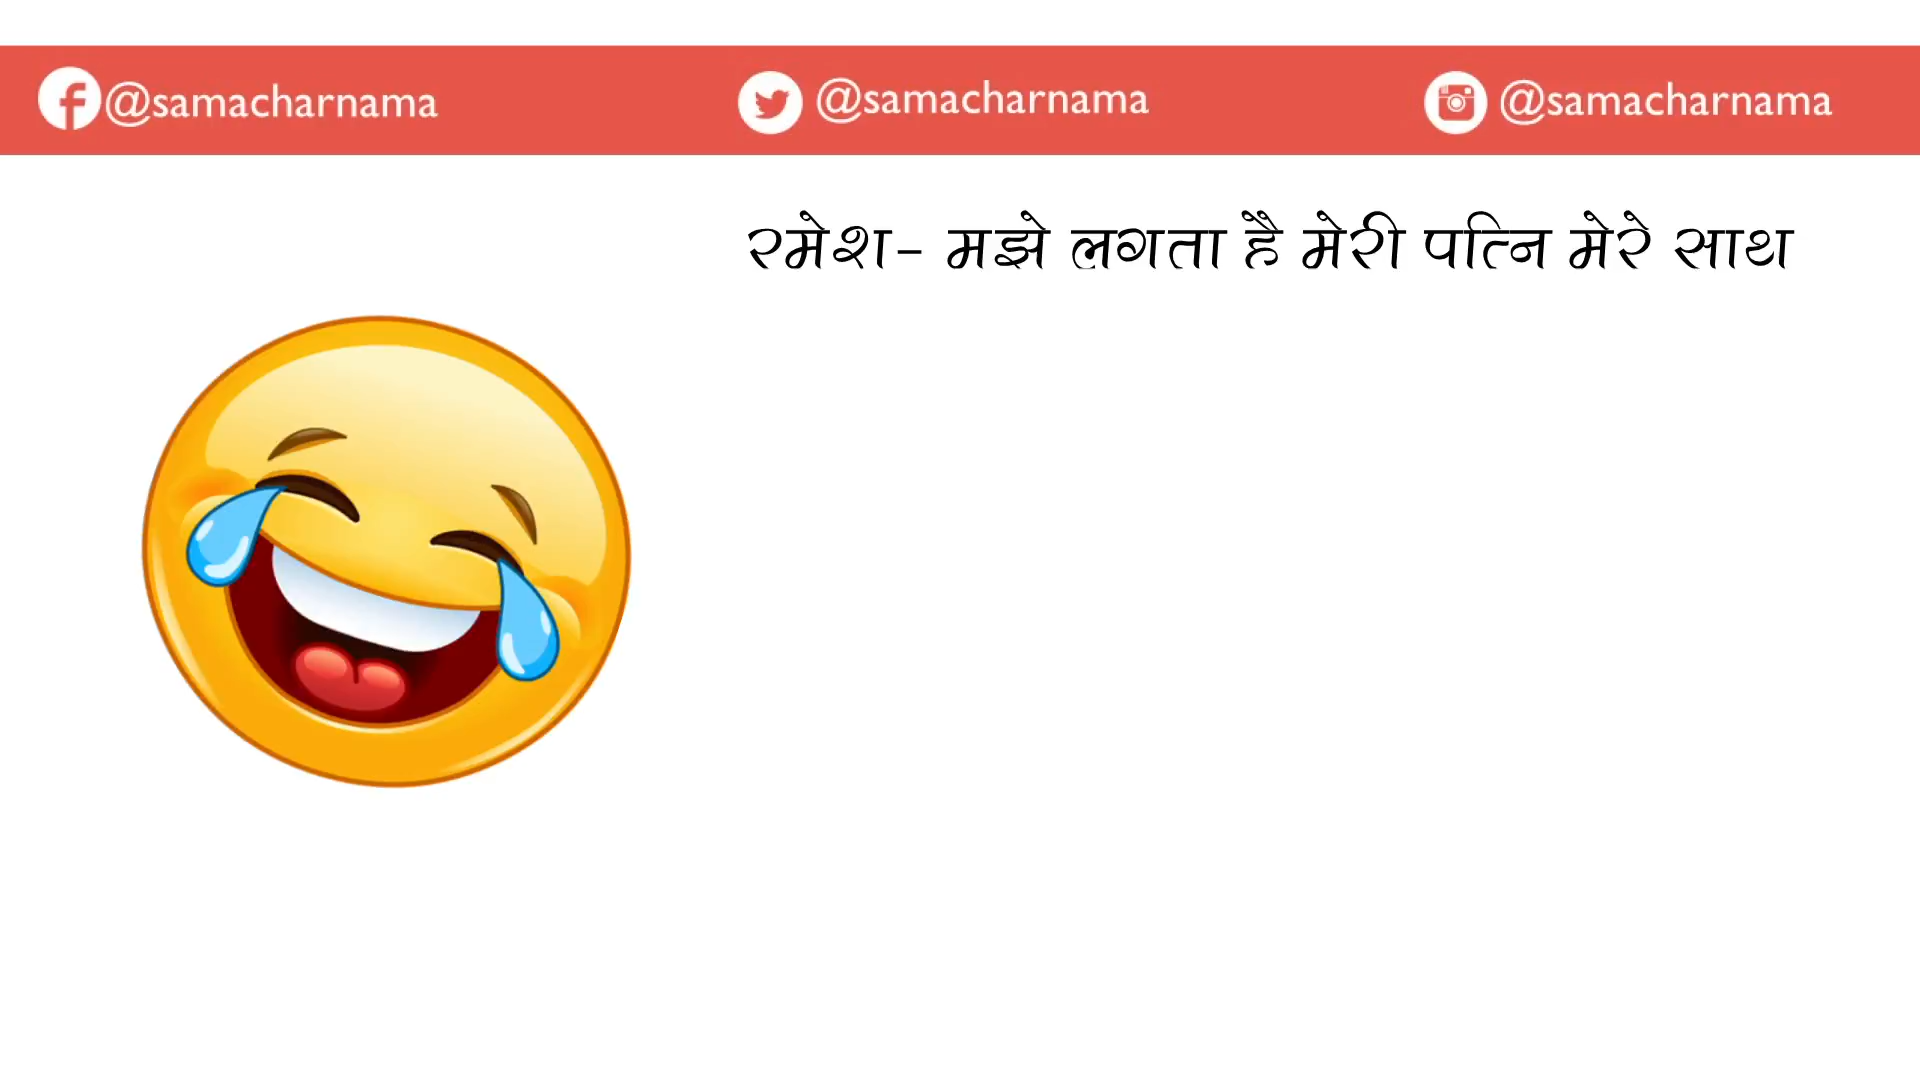 @samacharnama @samacharnama @samacharnama
रमेश- मझे लगता है मेरी पत्नि मेरे साथ